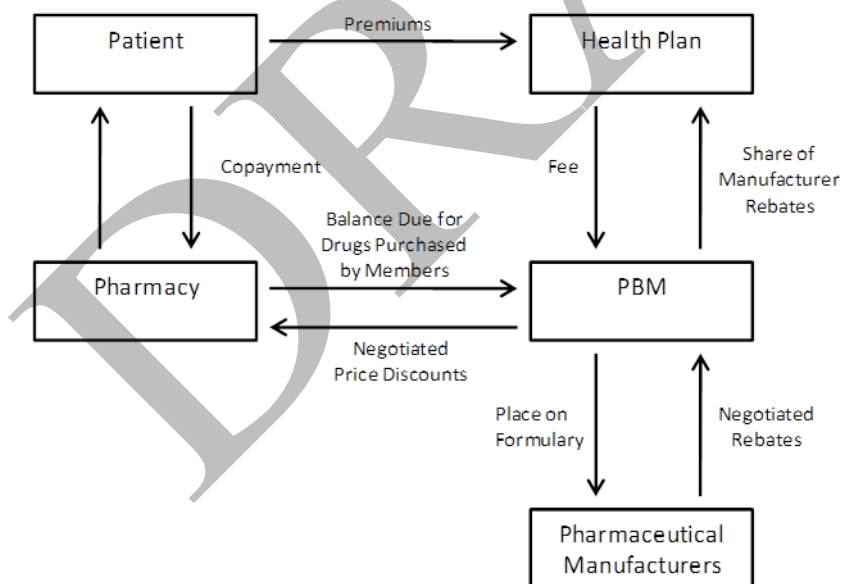 Patient
Premiums
Health Plan
Copayment
Fee
Share of
Manufacturer
Rebates
Balance Due for
Drugs Purchased
by Members
Pharmacy
PBM
Negotiated
Price Discounts
Place on
Formulary
Negotiated
Rebates
Pharmaceutical
Manufacturers